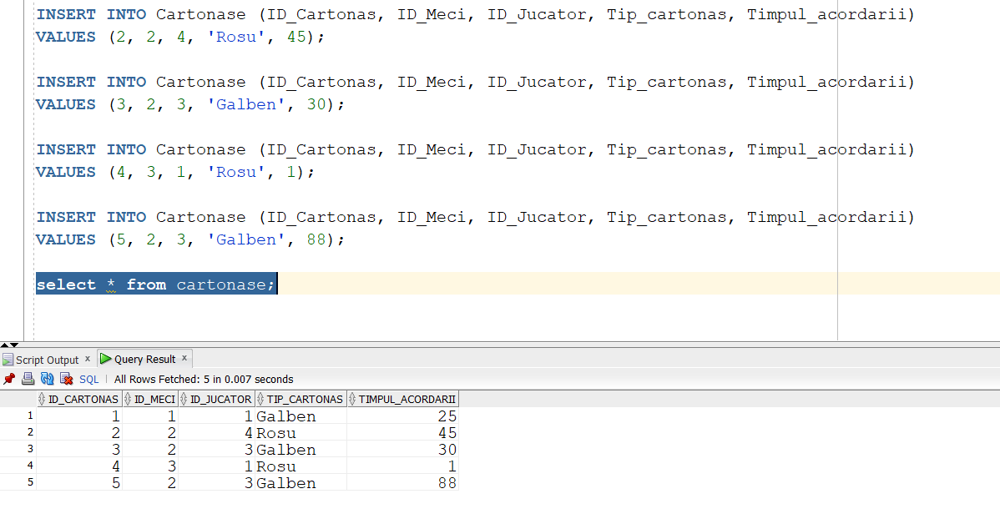 INSERT INTO Cartonase (ID_Cartonas, ID_Meci, ID_Jucator, Tip_cartonas, Timpul_acordarii)
VALUES (2, 2, 4, 'Rosu', 45);
INSERT INTO Cartonase (ID_Cartonas, ID_Meci, ID_Jucator, Tip_cartonas, Timpul_acordarii)
VALUES (3, 2, 3, 'Galben', 30);
INSERT INTO Cartonase (ID_Cartonas, ID_Meci, ID_Jucator, Tip_cartonas, Timpul_acordarii)
VALUES (4, 3, 1, 'Rosu', 1);
INSERT INTO Cartonase (ID_Cartonas, ID_Meci, ID_Jucator, Tip_cartonas, Timpul_acordarii)
VALUES (5, 2, 3, 'Galben', 88);
select * from cartonase;
Script Output x Query Result x
SQL | All Rows Fetched: 5 in 0.007 seconds
ID_CARTONAS ID_MECI ID_JUCATOR TIP_CARTONAS TIMPUL_ACORDARII
1 1 1 1 Galben 25
2 2 2 4 Rosu 45
3 3 2 3 Galben 30
4 4 3 1 Rosu 1
5 5 2 3 Galben 88